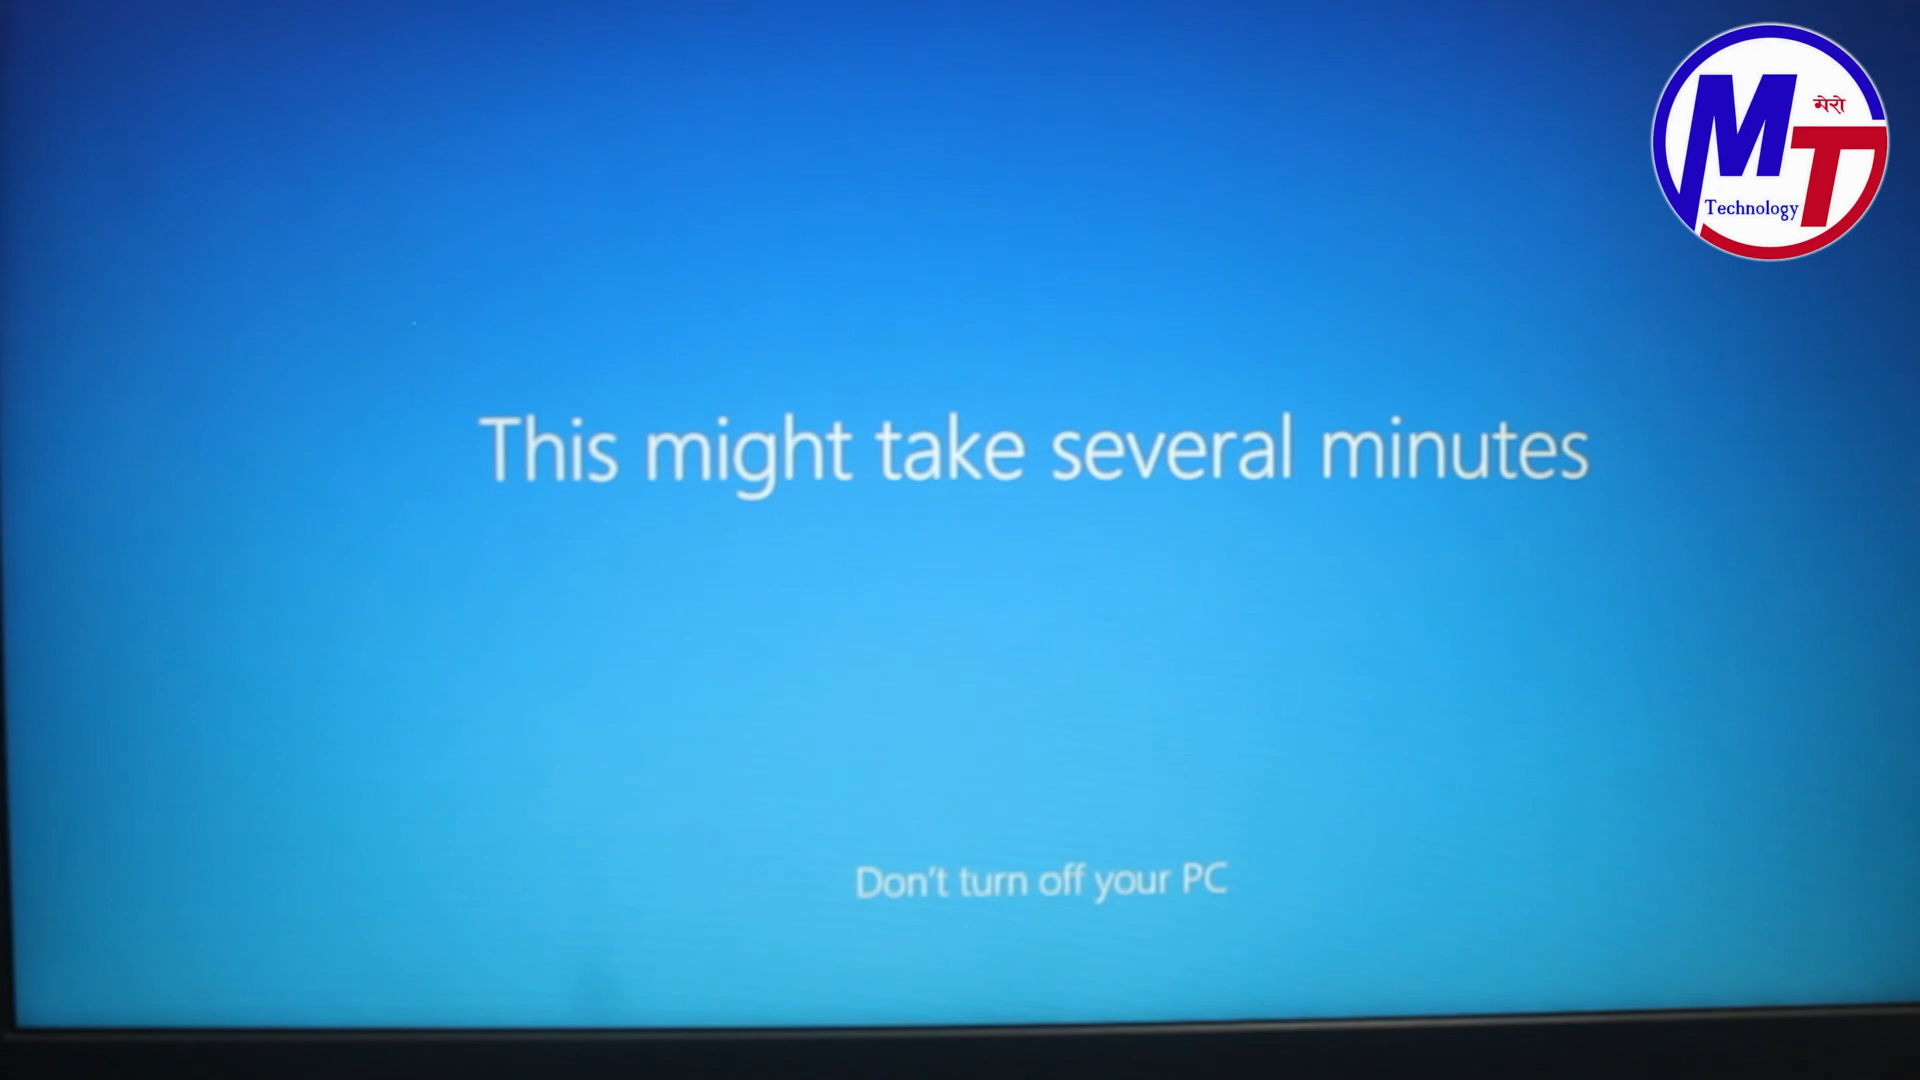 MT
मेरो
Technology
This might take several minutes
Don't turn off your PC